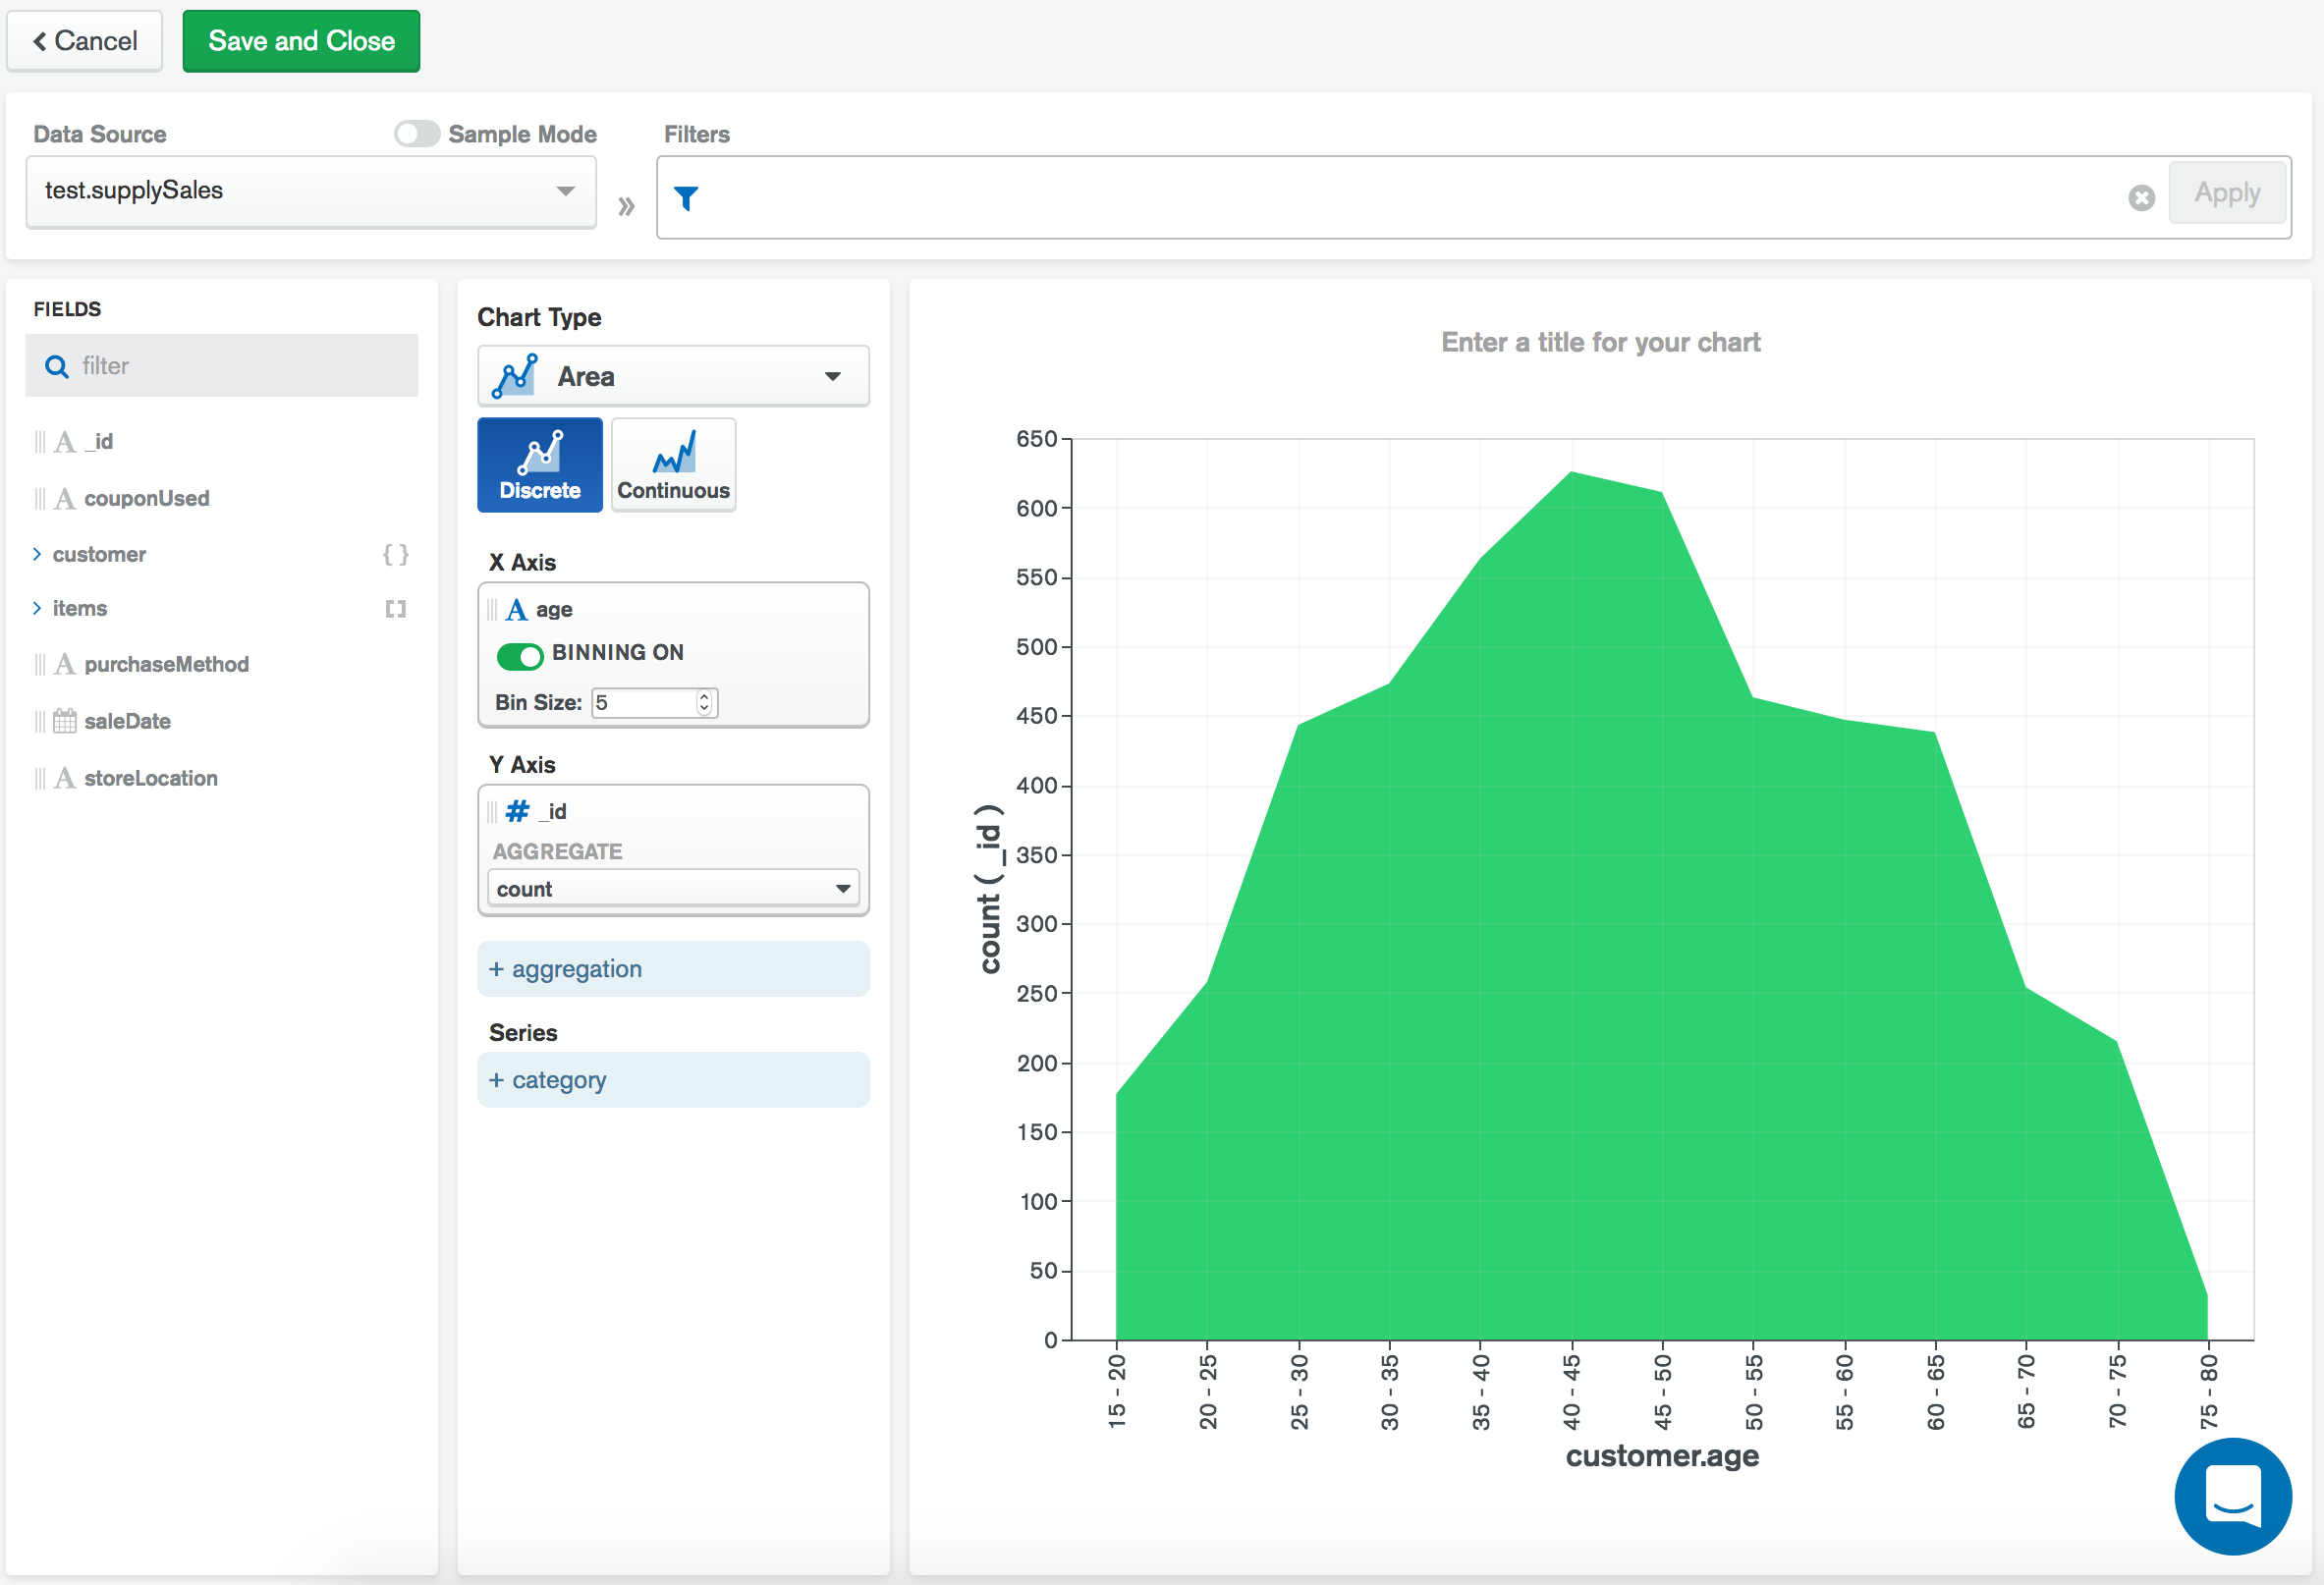 Cancel
Save and Close
Data Source
Sample Mode
Filters
test.supplySales
»
Apply
FIELDS
filter
A _id
A couponUsed
customer { }
items [ ]
A purchaseMethod
saleDate
A storeLocation
Chart Type
Area
Discrete
Continuous
X Axis
A age
BINNING ON
Bin Size: 5
Y Axis
# _id
AGGREGATE
count
+ aggregation
Series
+ category
Enter a title for your chart
650
600
550
500
450
400
350
300
250
200
150
100
50
0
count ( _id )
15 - 20
20 - 25
25 - 30
30 - 35
35 - 40
40 - 45
45 - 50
50 - 55
55 - 60
60 - 65
65 - 70
70 - 75
75 - 80
customer.age